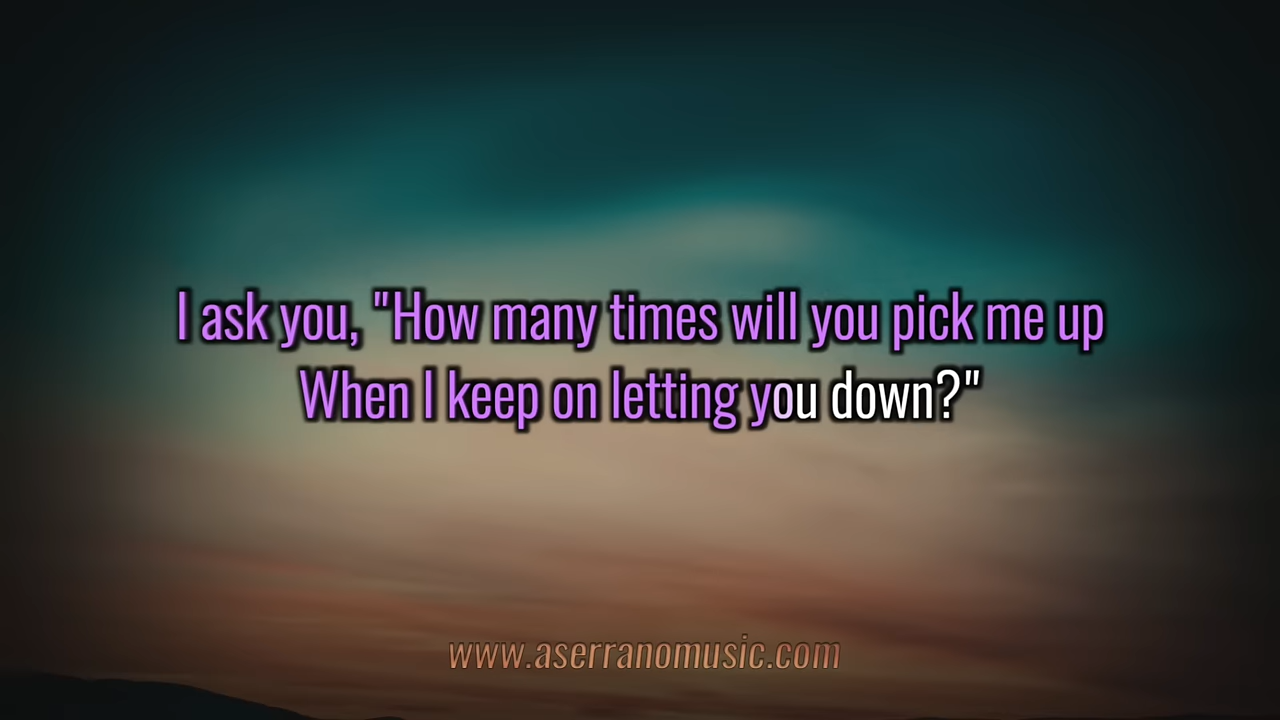 I ask you, "How many times will you pick me up
When I keep on letting you down?"
www.aserranomusic.com